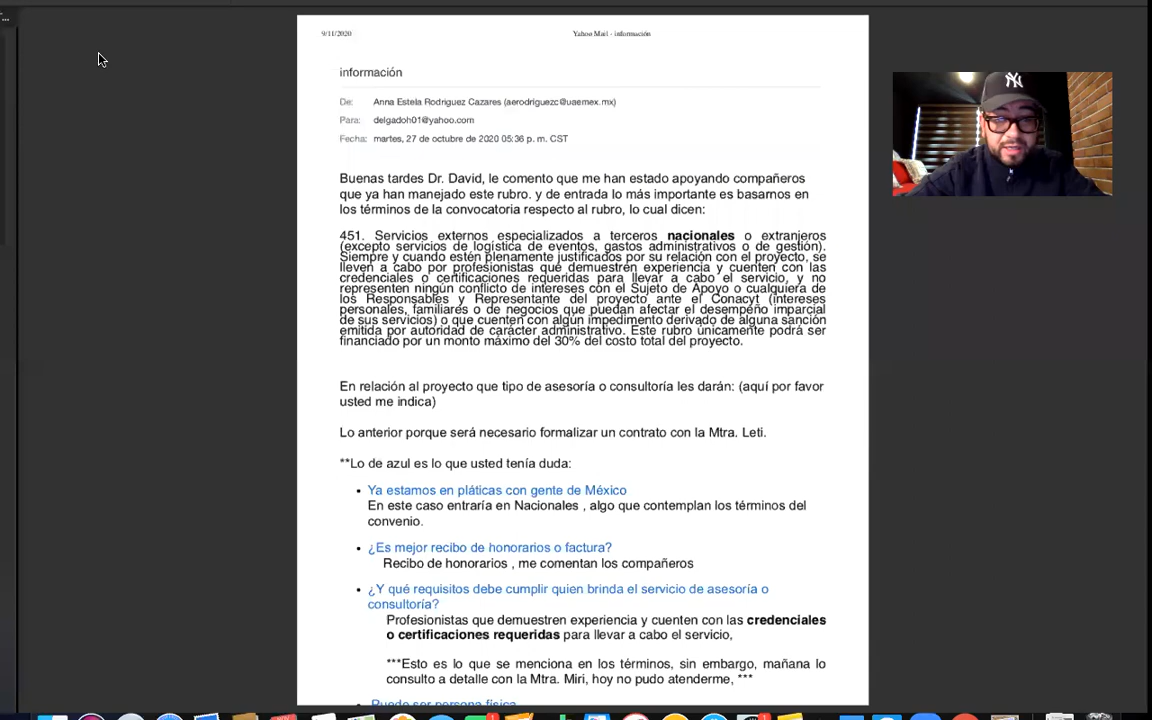 9/11/2020
Yahoo Mail - información
información
De: Anna Estela Rodriguez Cazares (aerodriguezc@uaemex.mx)
Para: delgadoh01@yahoo.com
Fecha: martes, 27 de octubre de 2020 05:36 p. m. CST
Buenas tardes Dr. David, le comento que me han estado apoyando compañeros
que ya han manejado este rubro. y de entrada lo más importante es basarnos en
los términos de la convocatoria respecto al rubro, lo cual dicen:
451. Servicios externos especializados a terceros nacionales o extranjeros
(excepto servicios de logística de eventos, gastos administrativos o de gestión).
Siempre y cuando estén plenamente justificados por su relación con el proyecto, se
lleven a cabo por profesionistas que demuestren experiencia y cuenten con las
credenciales o certificaciones requeridas para llevar a cabo el servicio, y no
representen ningún conflicto de intereses con el Sujeto de Apoyo o cualquiera de
los Responsables y Representante del proyecto ante el Conacyt (intereses
personales, familiares o de negocios que puedan afectar el desempeño imparcial
de sus servicios) o que cuenten con algún impedimento derivado de alguna sanción
emitida por autoridad de carácter administrativo. Este rubro únicamente podrá ser
financiado por un monto máximo del 30% del costo total del proyecto.
En relación al proyecto que tipo de asesoría o consultoría les darán: (aquí por favor
usted me indica)
Lo anterior porque será necesario formalizar un contrato con la Mtra. Leti.
**Lo de azul es lo que usted tenía duda:
• Ya estamos en pláticas con gente de México
En este caso entraría en Nacionales , algo que contemplan los términos del
convenio.
• ¿Es mejor recibo de honorarios o factura?
Recibo de honorarios , me comentan los compañeros
• ¿Y qué requisitos debe cumplir quien brinda el servicio de asesoría o
consultoría?
Profesionistas que demuestren experiencia y cuenten con las credenciales
o certificaciones requeridas para llevar a cabo el servicio,
***Esto es lo que se menciona en los términos, sin embargo, mañana lo
consulto a detalle con la Mtra. Miri, hoy no pudo atenderme, ***
• Puede ser persona física